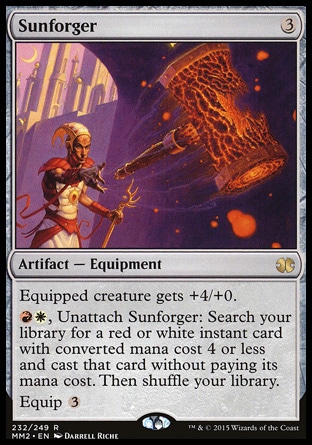 Sunforger 3
Artifact — Equipment
Equipped creature gets +4/+0.
RW, Unattach Sunforger: Search your
library for a red or white instant card
with converted mana cost 4 or less
and cast that card without paying its
mana cost. Then shuffle your library.
Equip 3
232/249 R
MM2 • EN Darrell Riche
™ & © 2015 Wizards of the Coast